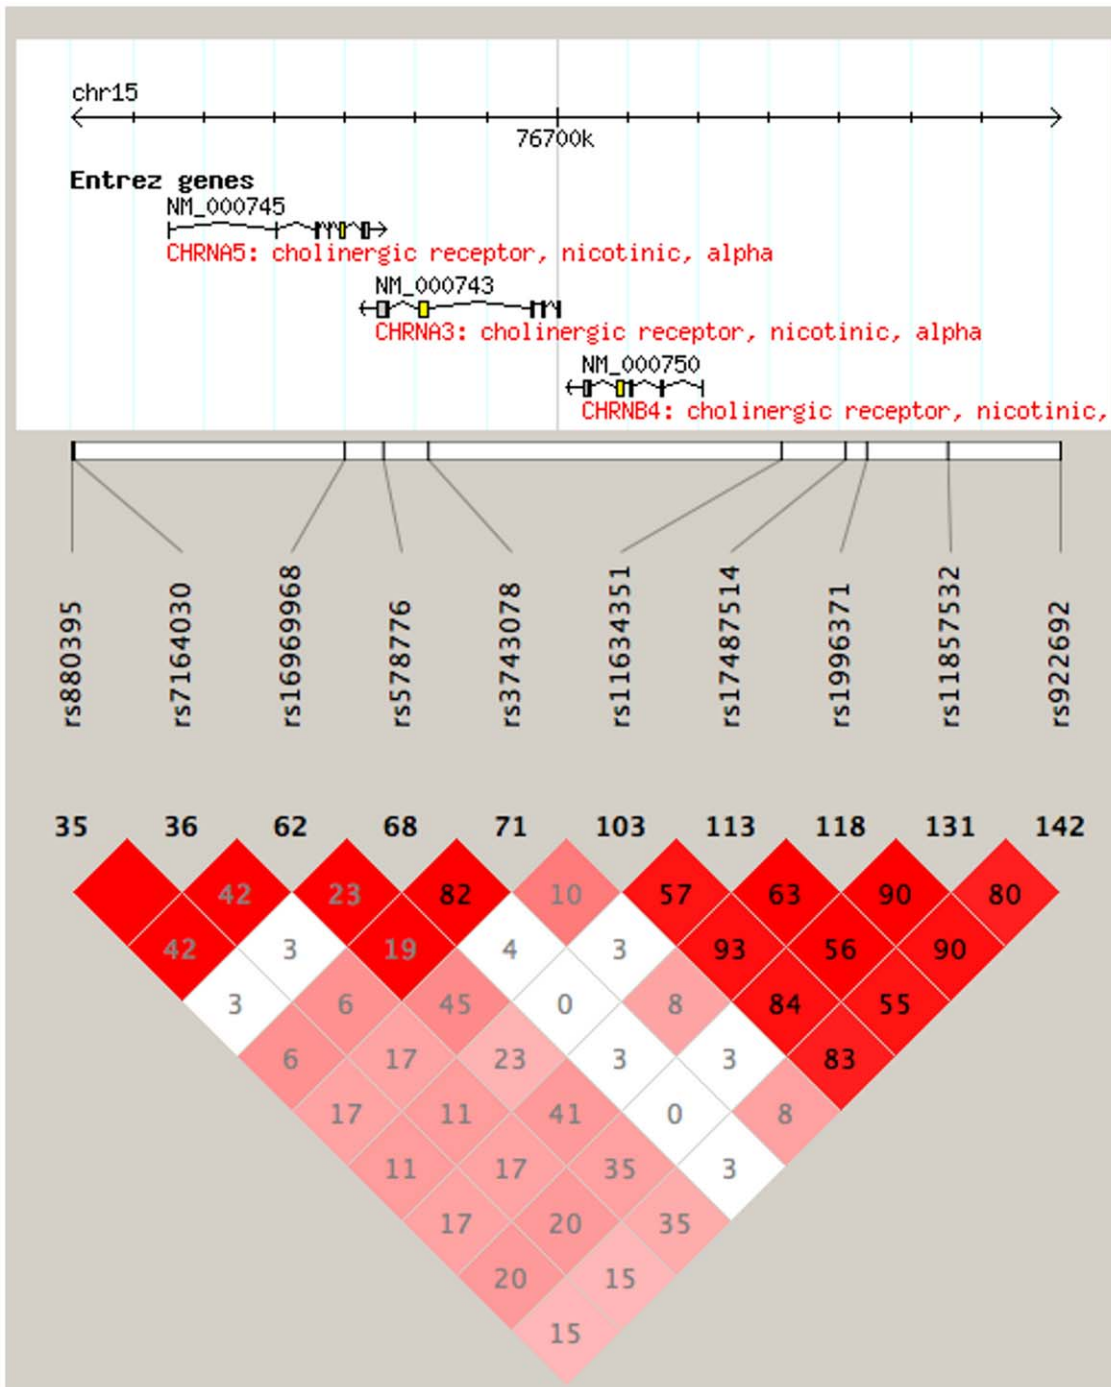 chr15
76700k
Entrez genes
NM_000745
CHRNA5: cholinergic receptor, nicotinic, alpha
NM_000743
CHRNA3: cholinergic receptor, nicotinic, alpha
NM_000750
CHRNB4: cholinergic receptor, nicotinic,
rs880395
rs7164030
rs16969968
rs578776
rs3743078
rs11634351
rs17487514
rs1996371
rs11857532
rs922692
35 36 62 68 71 103 113 118 131 142
42 23 82 10 57 63 90 80
42 3 19 4 3 93 56 90
3 6 45 0 8 84 55
6 17 23 3 3 83
17 11 41 0 8
11 17 35 3
17 20 35
20 15
15